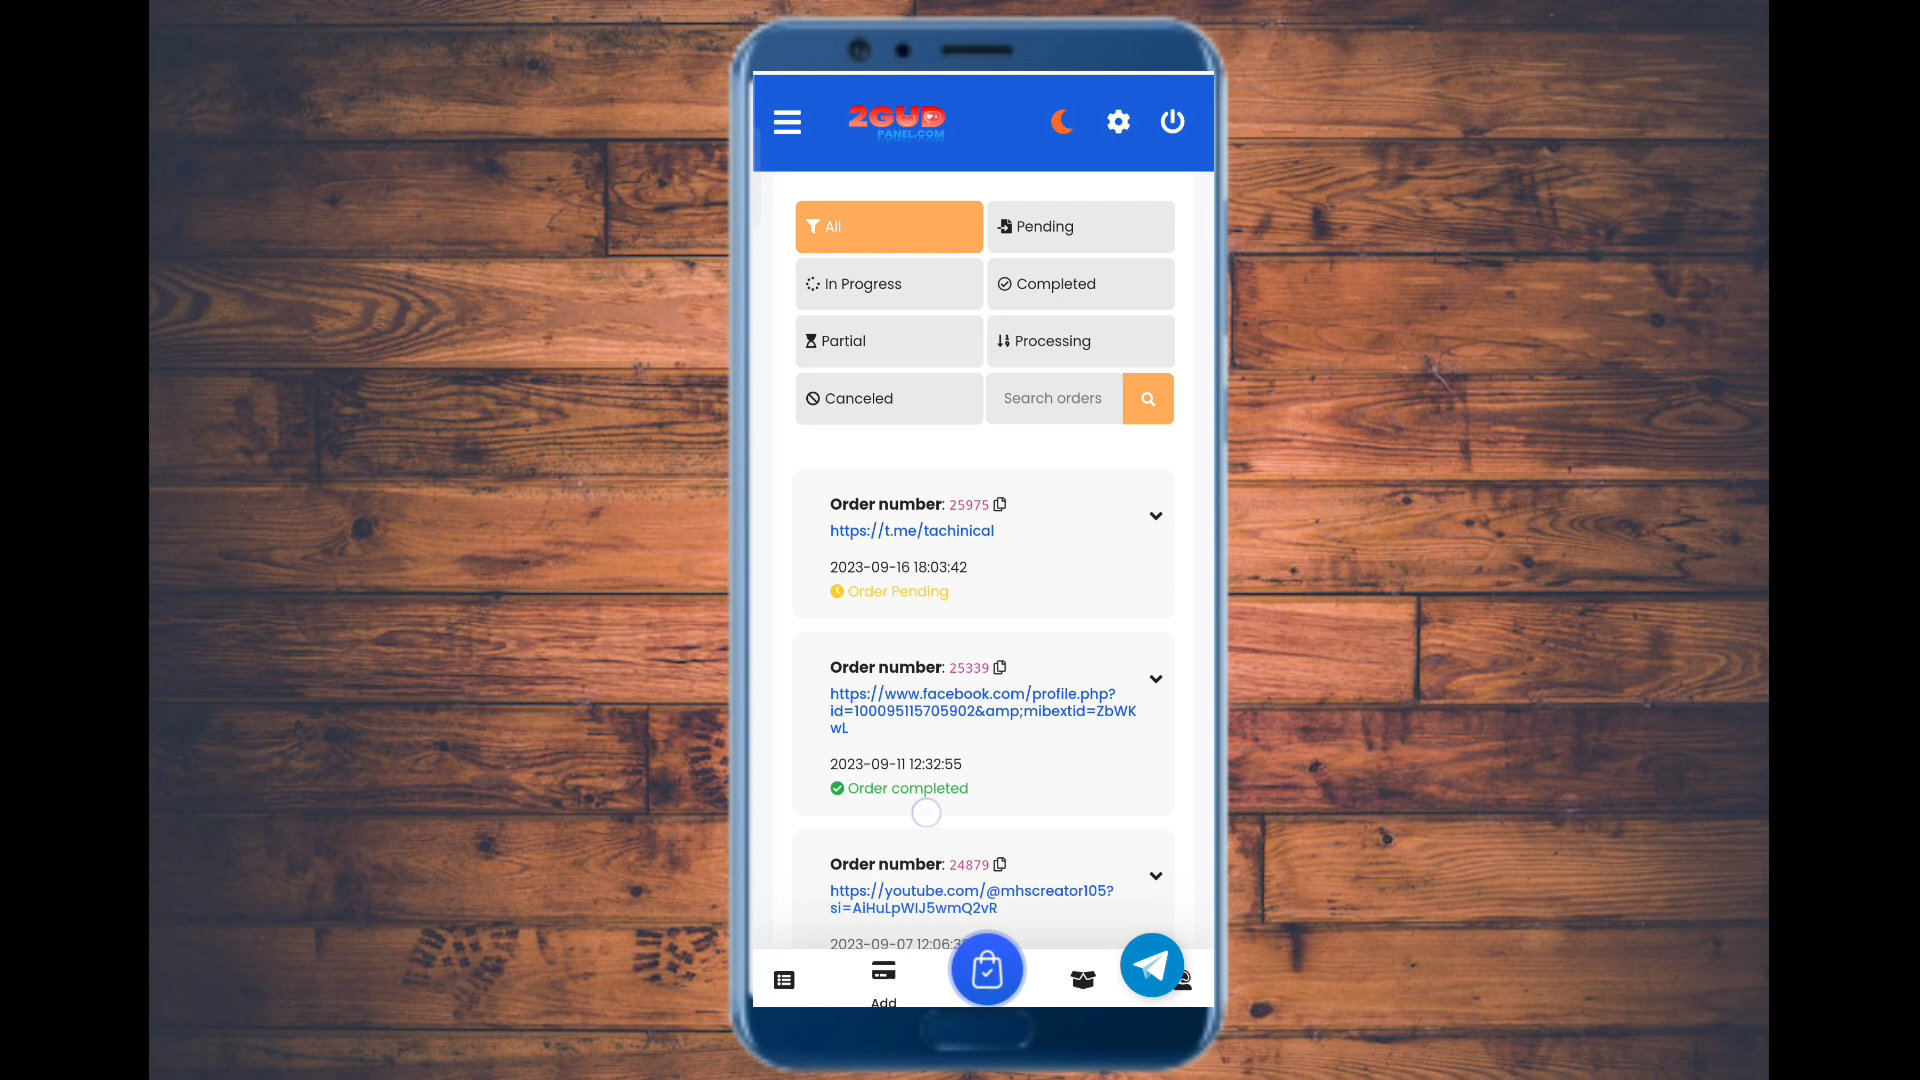 2GUD
PANEL.COM
All
Pending
In Progress
Completed
Partial
Processing
Canceled
Search orders
Order number: 25975
https://t.me/tachinical
2023-09-16 18:03:42
Order Pending
Order number: 25339
https://www.facebook.com/profile.php?
id=100095115705902&amp;mibextid=ZbWK
wL
2023-09-11 12:32:55
Order completed
Order number: 24879
https://youtube.com/@mhscreator105?
si=AiHuLpWIJ5wmQ2vR
2023-09-07 12:06:3
Add